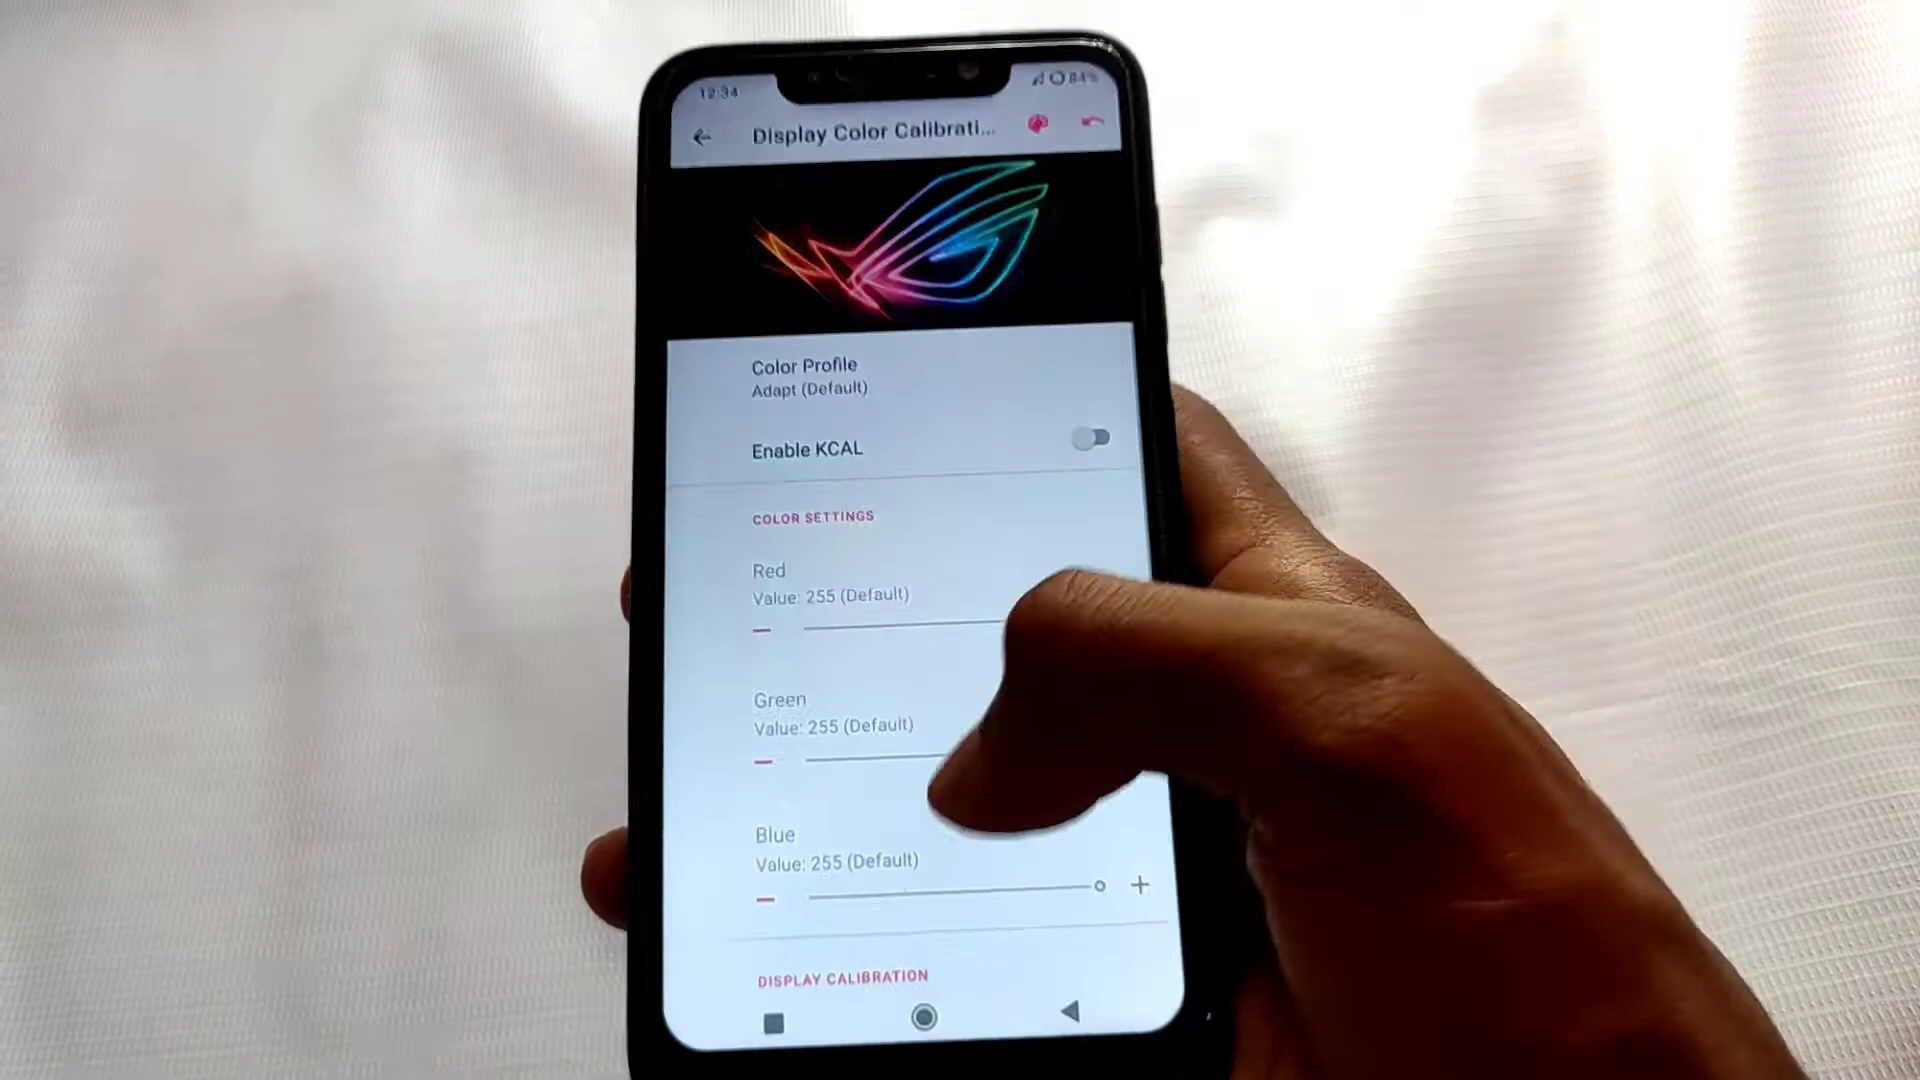 12:34
84%
Display Color Calibrati...
Color Profile
Adapt (Default)
Enable KCAL
COLOR SETTINGS
Red
Value: 255 (Default)
Green
Value: 255 (Default)
Blue
Value: 255 (Default)
DISPLAY CALIBRATION